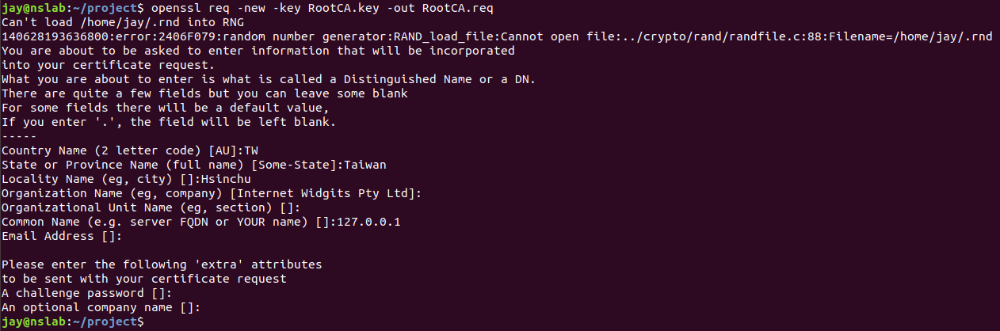 jay@nslab:~/project$ openssl req -new -key RootCA.key -out RootCA.req
Can't load /home/jay/.rnd into RNG
140628193636800:error:2406F079:random number generator:RAND_load_file:Cannot open file:../crypto/rand/randfile.c:88:Filename=/home/jay/.rnd
You are about to be asked to enter information that will be incorporated
into your certificate request.
What you are about to enter is what is called a Distinguished Name or a DN.
There are quite a few fields but you can leave some blank
For some fields there will be a default value,
If you enter '.', the field will be left blank.
-----
Country Name (2 letter code) [AU]:TW
State or Province Name (full name) [Some-State]:Taiwan
Locality Name (eg, city) []:Hsinchu
Organization Name (eg, company) [Internet Widgits Pty Ltd]:
Organizational Unit Name (eg, section) []:
Common Name (e.g. server FQDN or YOUR name) []:127.0.0.1
Email Address []:

Please enter the following 'extra' attributes
to be sent with your certificate request
A challenge password []:
An optional company name []:
jay@nslab:~/project$